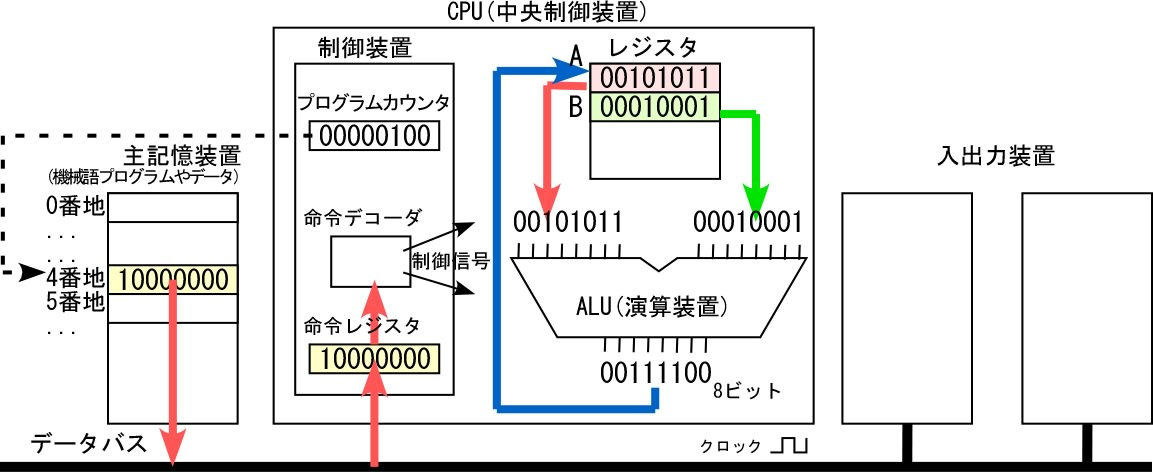 CPU(中央制御装置)
制御装置
プログラムカウンタ
00000100
命令デコーダ
制御信号
命令レジスタ
10000000
レジスタ
A
00101011
B
00010001
00101011
00010001
ALU(演算装置)
00111100
8ビット
クロック
主記憶装置
(機械語プログラムやデータ)
0番地
...
...
4番地
10000000
5番地
...
データバス
入出力装置